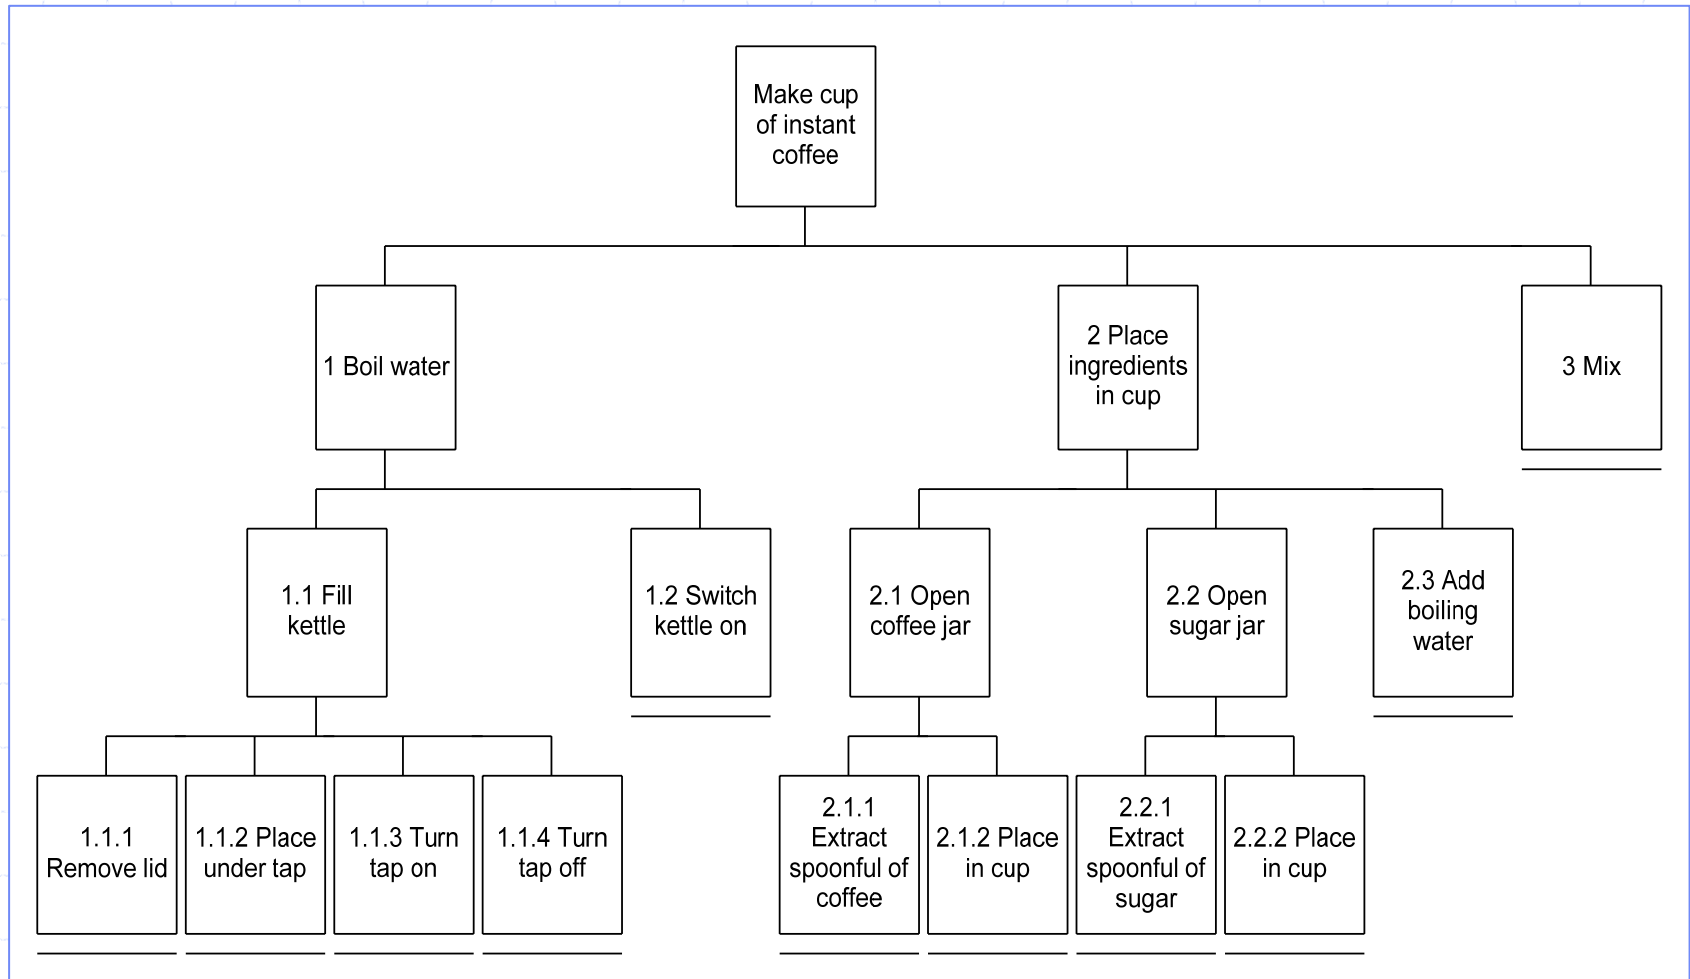 Make cup
of instant
coffee
1 Boil water
2 Place
ingredients
in cup
3 Mix
1.1 Fill
kettle
1.2 Switch
kettle on
2.1 Open
coffee jar
2.2 Open
sugar jar
2.3 Add
boiling
water
1.1.1
Remove lid
1.1.2 Place
under tap
1.1.3 Turn
tap on
1.1.4 Turn
tap off
2.1.1
Extract
spoonful of
coffee
2.1.2 Place
in cup
2.2.1
Extract
spoonful of
sugar
2.2.2 Place
in cup